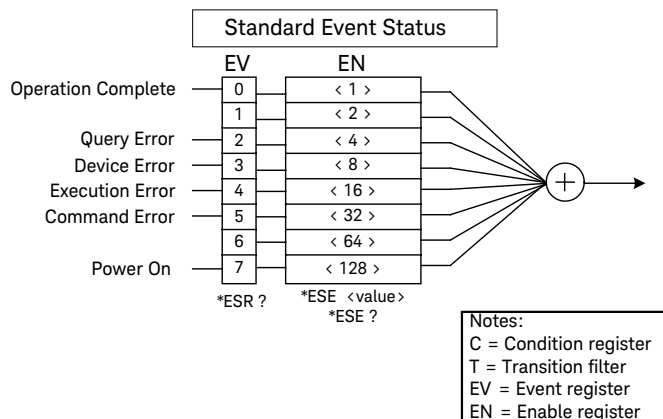 Standard Event Status
EV EN
Operation Complete 0 < 1 >
1 < 2 >
Query Error 2 < 4 >
Device Error 3 < 8 >
Execution Error 4 < 16 >
Command Error 5 < 32 >
6 < 64 >
Power On 7 < 128 >
+
*ESR ? *ESE <value>
*ESE ?
Notes:
C = Condition register
T = Transition filter
EV = Event register
EN = Enable register